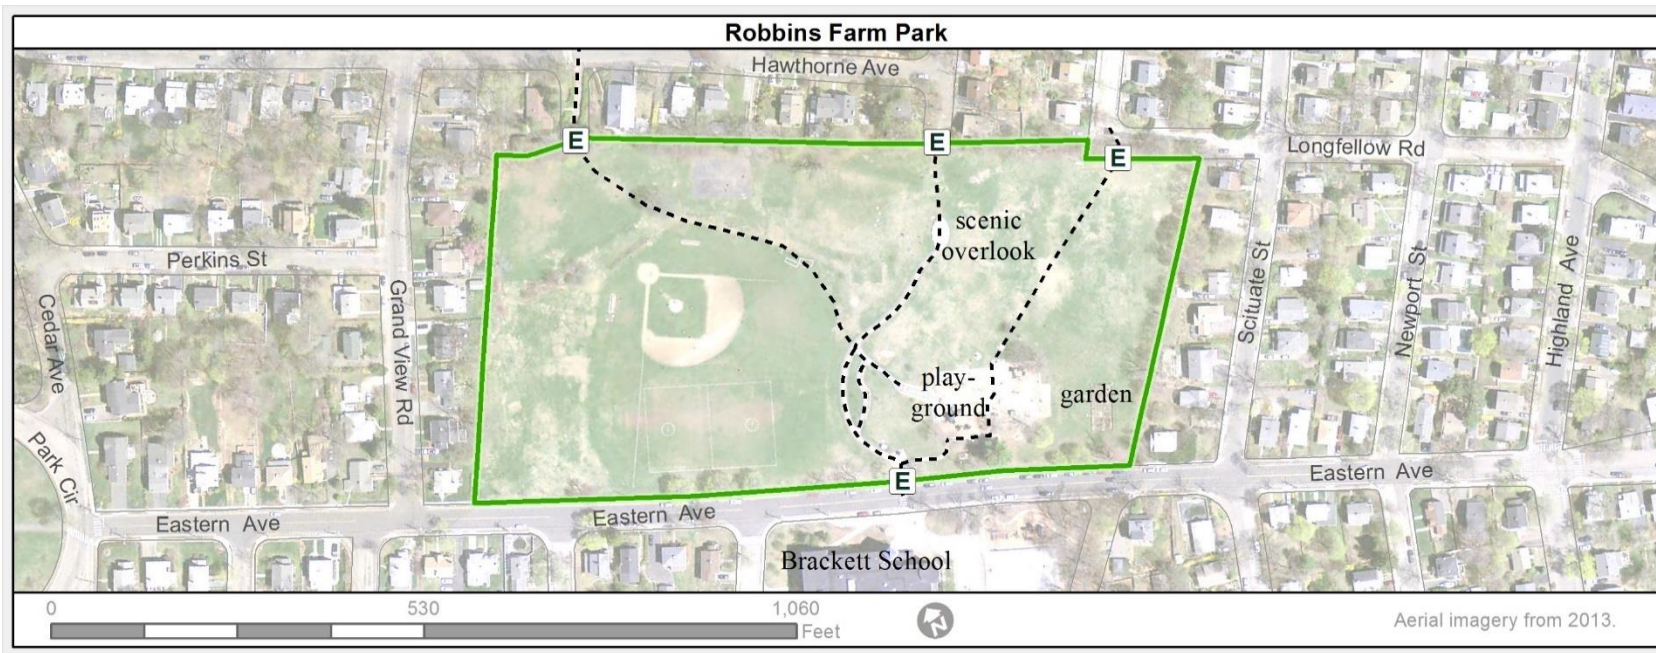 Robbins Farm Park
Hawthorne Ave
E
E
E
Longfellow Rd
scenic
overlook
Perkins St
Cedar Ave
Grand View Rd
Scituate St
Newport St
Highland Ave
play-
ground
garden
Park Cir
E
Eastern Ave
Eastern Ave
Eastern Ave
Brackett School
0
530
1,060
Feet
N
Aerial imagery from 2013.